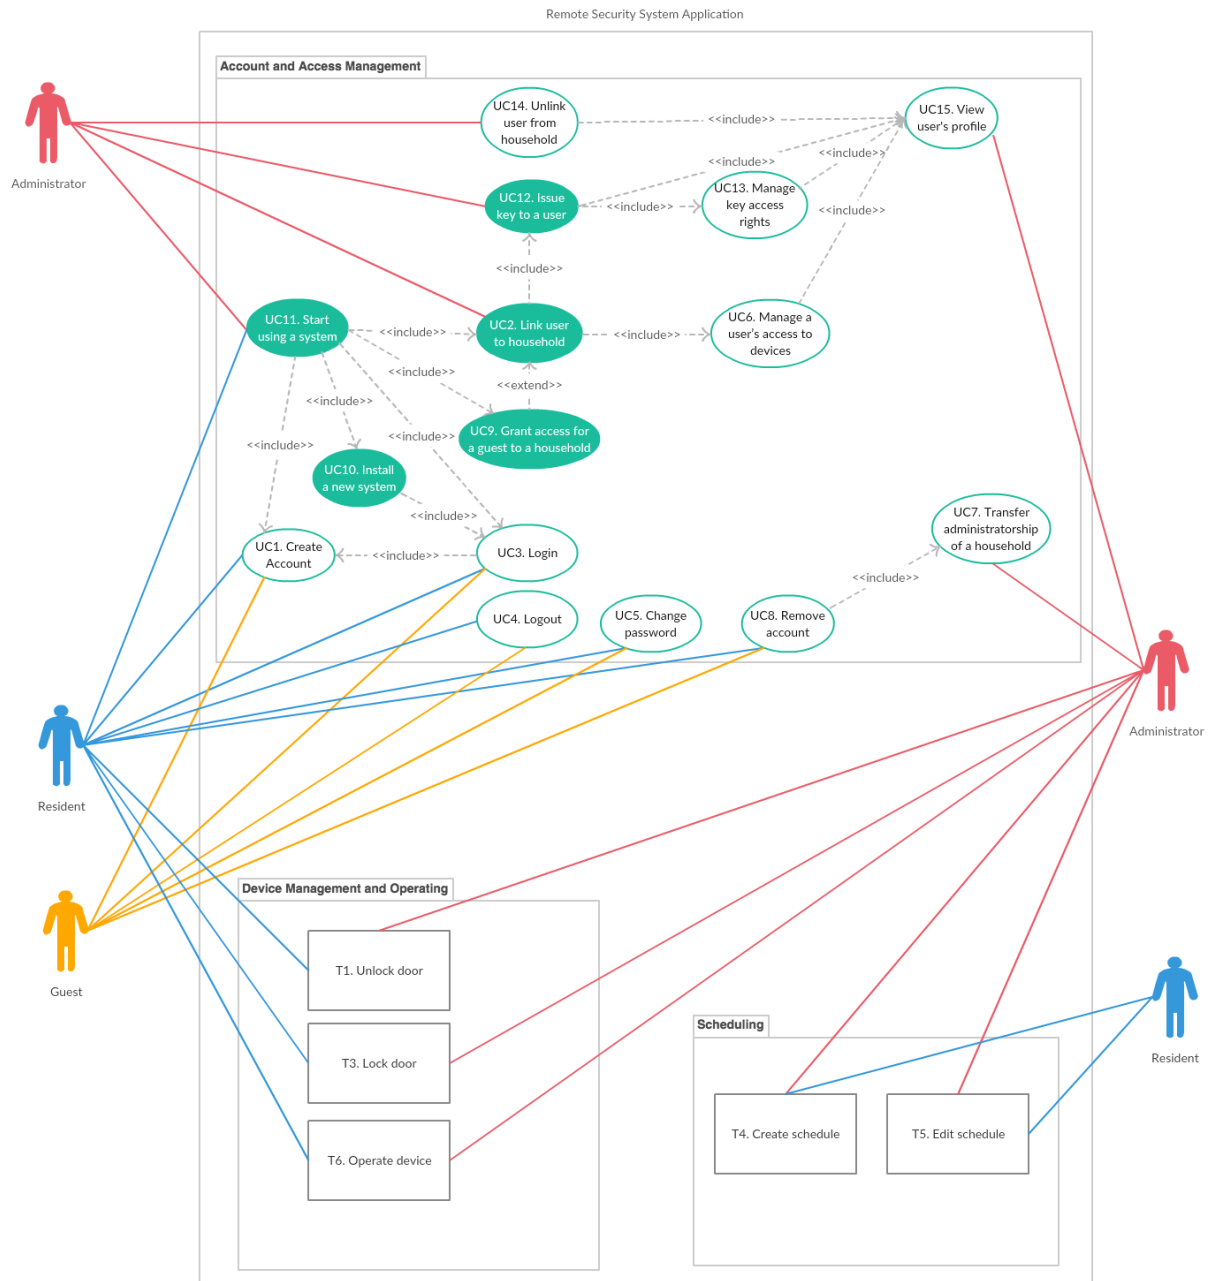 Remote Security System Application
Account and Access Management
UC14. Unlink
user from
household
<<include>>
UC15. View
user's profile
Administrator
<<include>>
<<include>>
UC12. Issue
key to a user
<<include>>
UC13. Manage
key access
rights
<<include>>
<<include>>
UC11. Start
using a system
<<include>>
UC2. Link user
to household
<<include>>
UC6. Manage a
user's access to
devices
<<include>>
<<extend>>
<<include>>
<<include>>
<<include>>
UC9. Grant access for
a guest to a household
UC10. Install
a new system
<<include>>
UC1. Create
Account
<<include>>
UC3. Login
UC7. Transfer
administratorship
of a household
<<include>>
UC4. Logout
UC5. Change
password
UC8. Remove
account
Administrator
Resident
Device Management and Operating
T1. Unlock door
Guest
T3. Lock door
T6. Operate device
Scheduling
T4. Create schedule
T5. Edit schedule
Resident